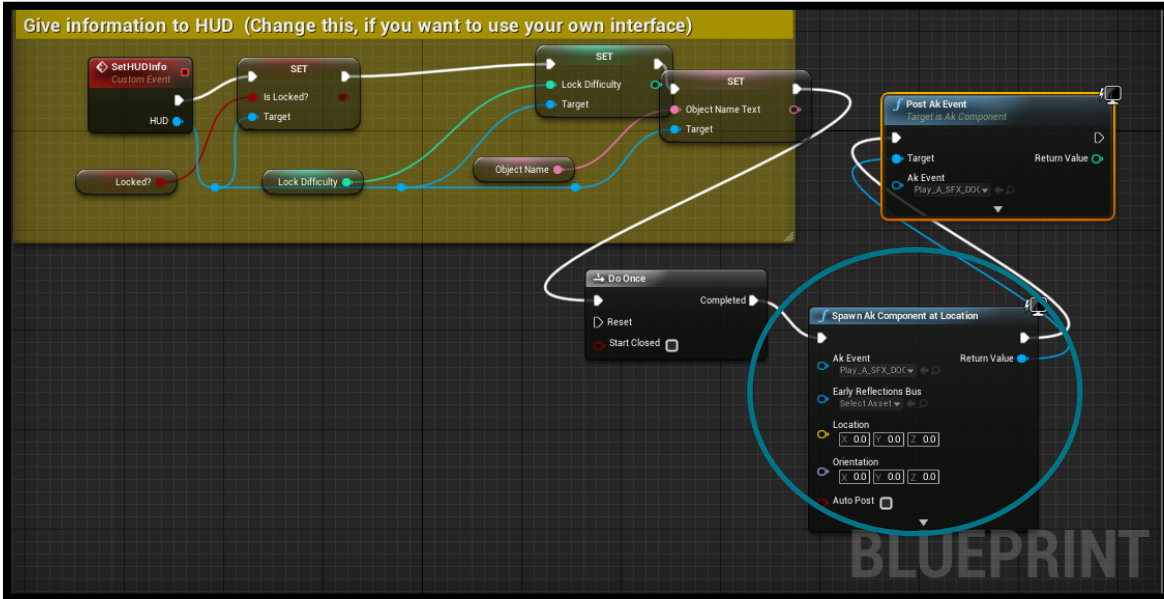 Give information to HUD (Change this, if you want to use your own interface)
SetHUDInfo
Custom Event
HUD
SET
Is Locked?
Target
Locked?
Lock Difficulty
SET
Lock Difficulty
Target
Object Name
SET
Object Name Text
Target
Post Ak Event
Target is Ak Component
Target
Return Value
Ak Event
Play_A_SFX_DO(
Do Once
Completed
Reset
Start Closed
Spawn Ak Component at Location
Ak Event
Return Value
Play_A_SFX_DO(
Early Reflections Bus
Select Asset
Location
X 0.0 Y 0.0 Z 0.0
Orientation
X 0.0 Y 0.0 Z 0.0
Auto Post
BLUEPRINT